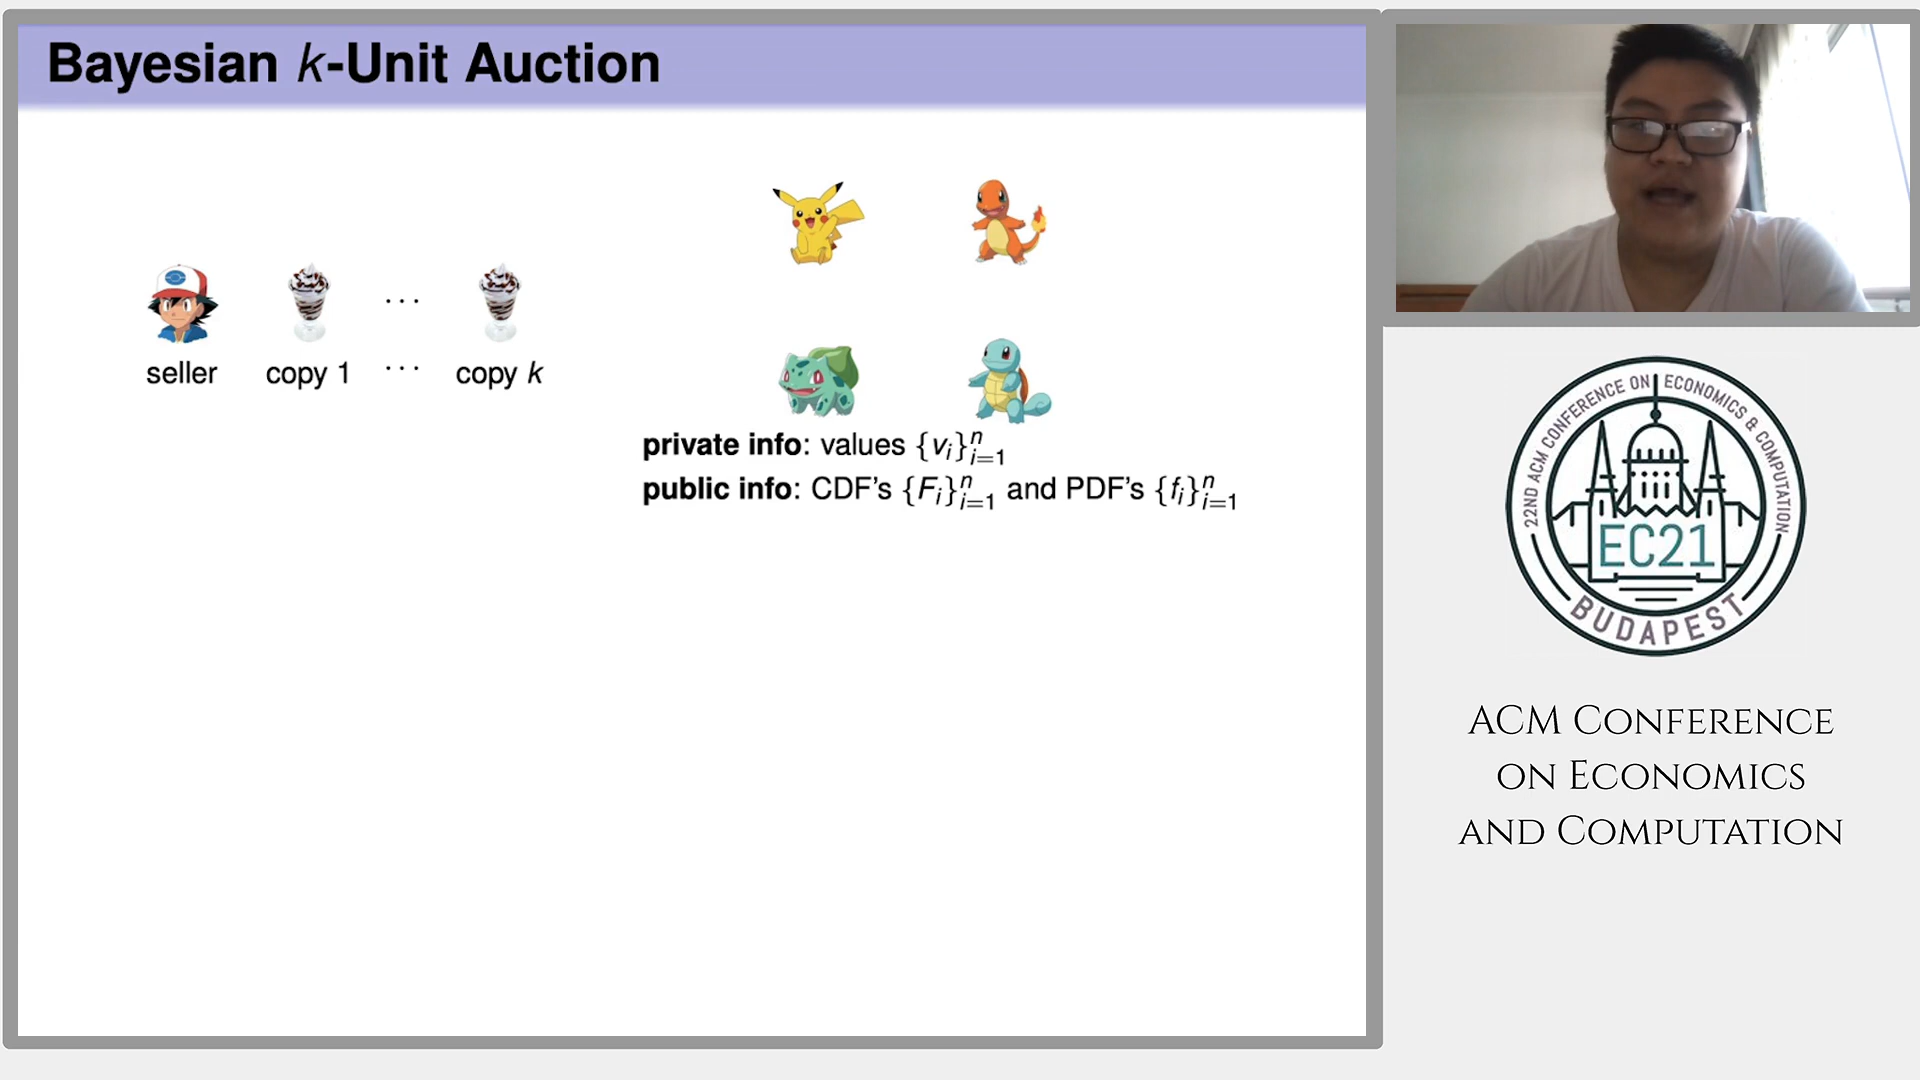 Bayesian k-Unit Auction
seller copy 1 ··· copy k
···
private info: values {v_i}_{i=1}^n
public info: CDF's {F_i}_{i=1}^n and PDF's {f_i}_{i=1}^n
22ND ACM CONFERENCE ON ECONOMICS & COMPUTATION
EC21
BUDAPEST
ACM CONFERENCE
ON ECONOMICS
AND COMPUTATION